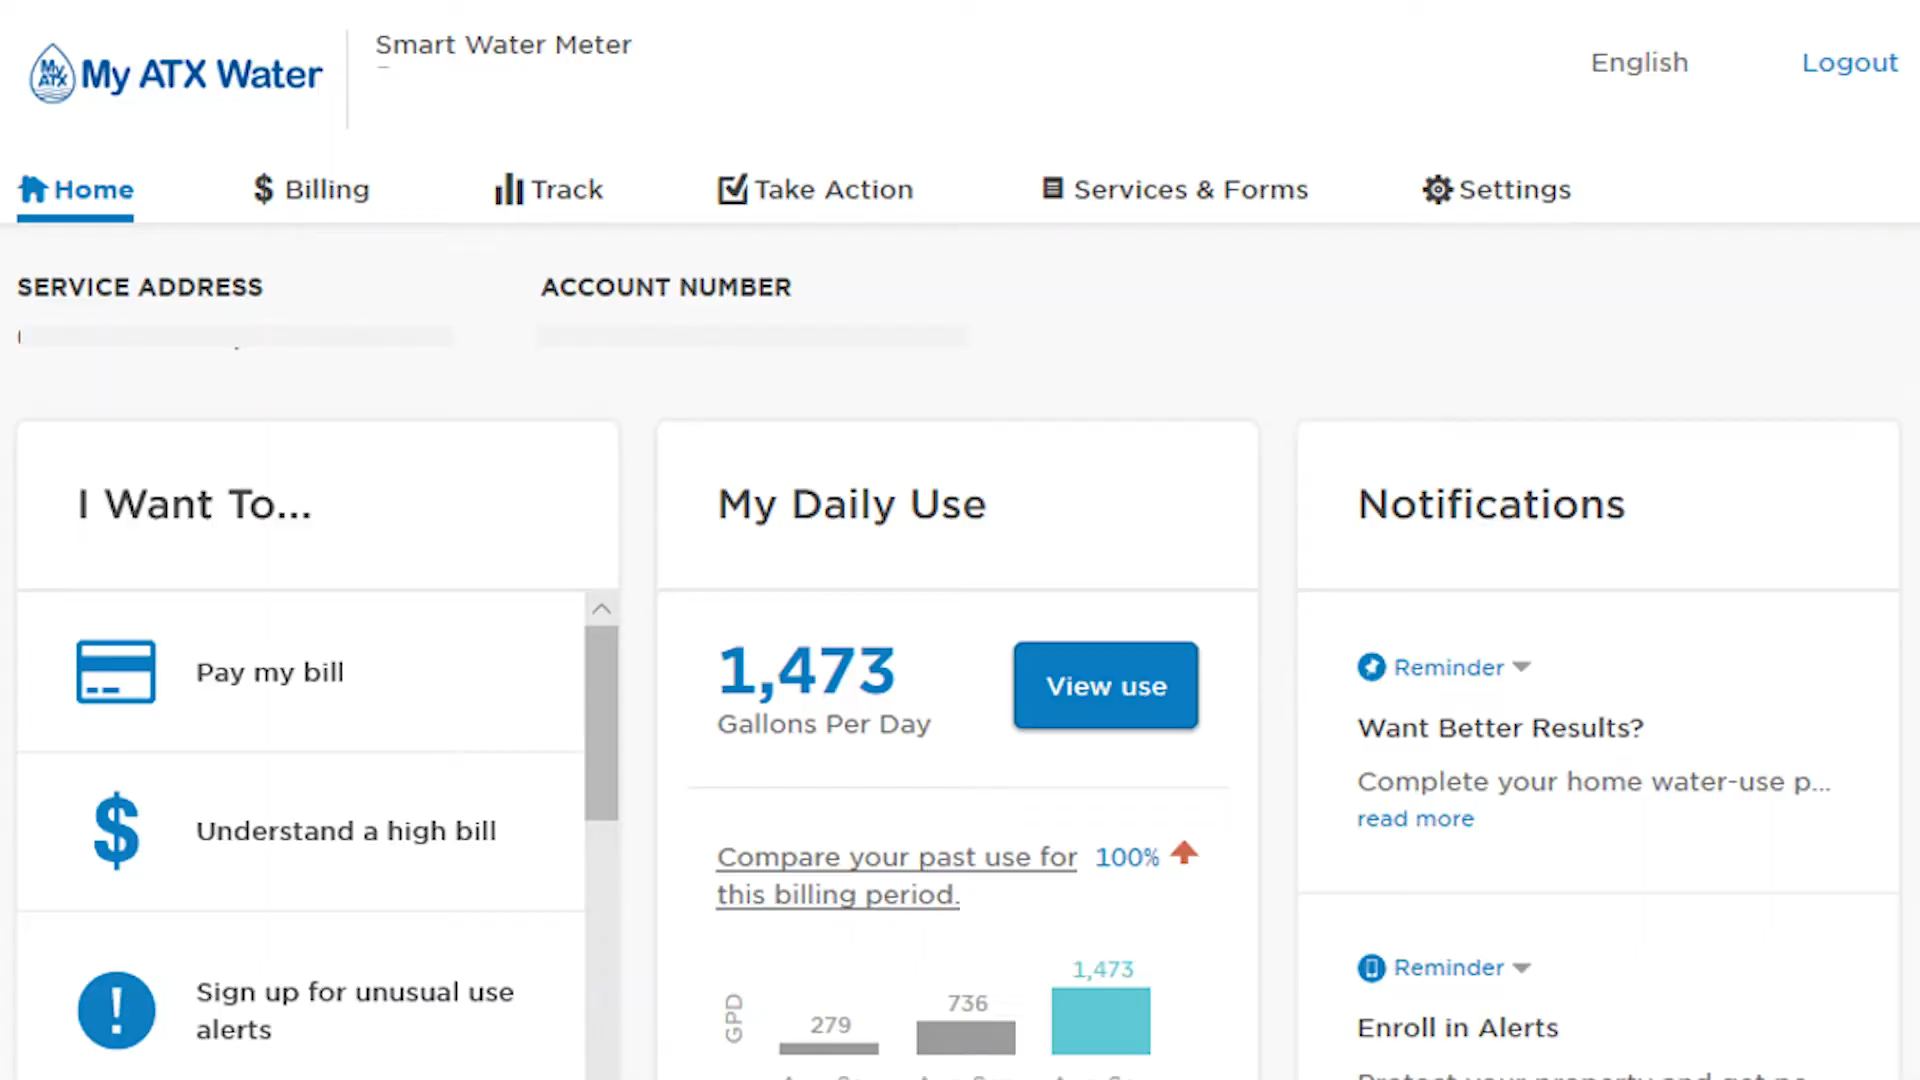 My ATX
My ATX Water
Smart Water Meter
English
Logout
Home
Billing
Track
Take Action
Services & Forms
Settings
SERVICE ADDRESS
ACCOUNT NUMBER
I Want To...
Pay my bill
Understand a high bill
Sign up for unusual use
alerts
My Daily Use
1,473
Gallons Per Day
View use
Compare your past use for
this billing period.
100%
GPD
279
736
1,473
Notifications
Reminder
Want Better Results?
Complete your home water-use p...
read more
Reminder
Enroll in Alerts